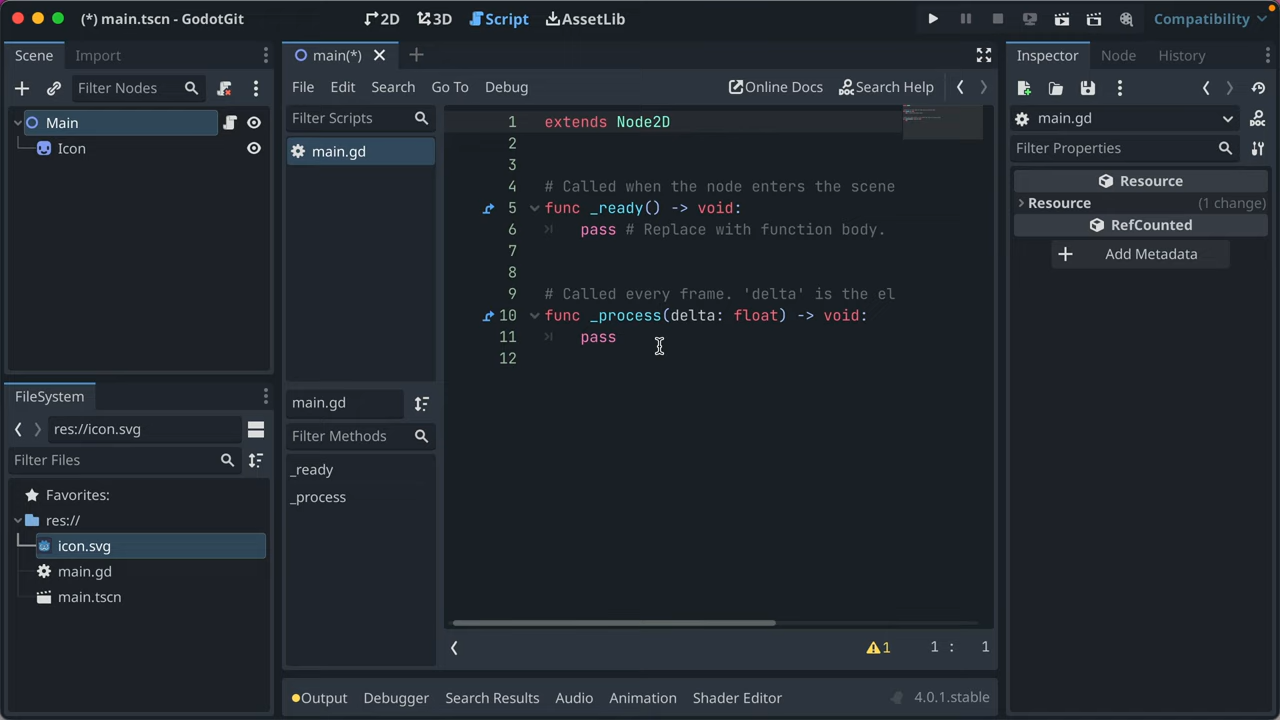 (*) main.tscn - GodotGit
2D
3D
Script
AssetLib
Compatibility
Scene
Import
Filter Nodes
Main
Icon
FileSystem
res://icon.svg
Filter Files
Favorites:
res://
icon.svg
main.gd
main.tscn
main(*)
File Edit Search Go To Debug
Online Docs
Search Help
Filter Scripts
main.gd
main.gd
Filter Methods
_ready
_process
1 extends Node2D
2
3
4 # Called when the node enters the scene
5 func _ready() -> void:
6 pass # Replace with function body.
7
8
9 # Called every frame. 'delta' is the el
10 func _process(delta: float) -> void:
11 pass
12
1
1 : 1
Output Debugger Search Results Audio Animation Shader Editor
4.0.1.stable
Inspector
Node
History
main.gd
Filter Properties
Resource
Resource (1 change)
RefCounted
Add Metadata